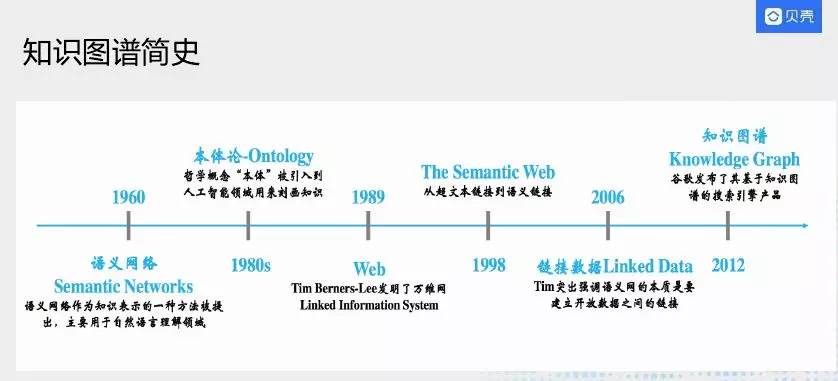 贝壳
知识图谱简史
1960
语义网络
Semantic Networks
语义网络作为知识表示的一种方法被提
出，主要用于自然语言理解领域
本体论-Ontology
哲学概念“本体”被引入到
人工智能领域用来刻画知识
1980s
1989
Web
Tim Berners-Lee发明了万维网
Linked Information System
The Semantic Web
从超文本链接到语义链接
1998
2006
链接数据Linked Data
Tim突出强调语义网的本质是要
建立开放数据之间的链接
知识图谱
Knowledge Graph
谷歌发布了其基于知识图
谱的搜索引擎产品
2012